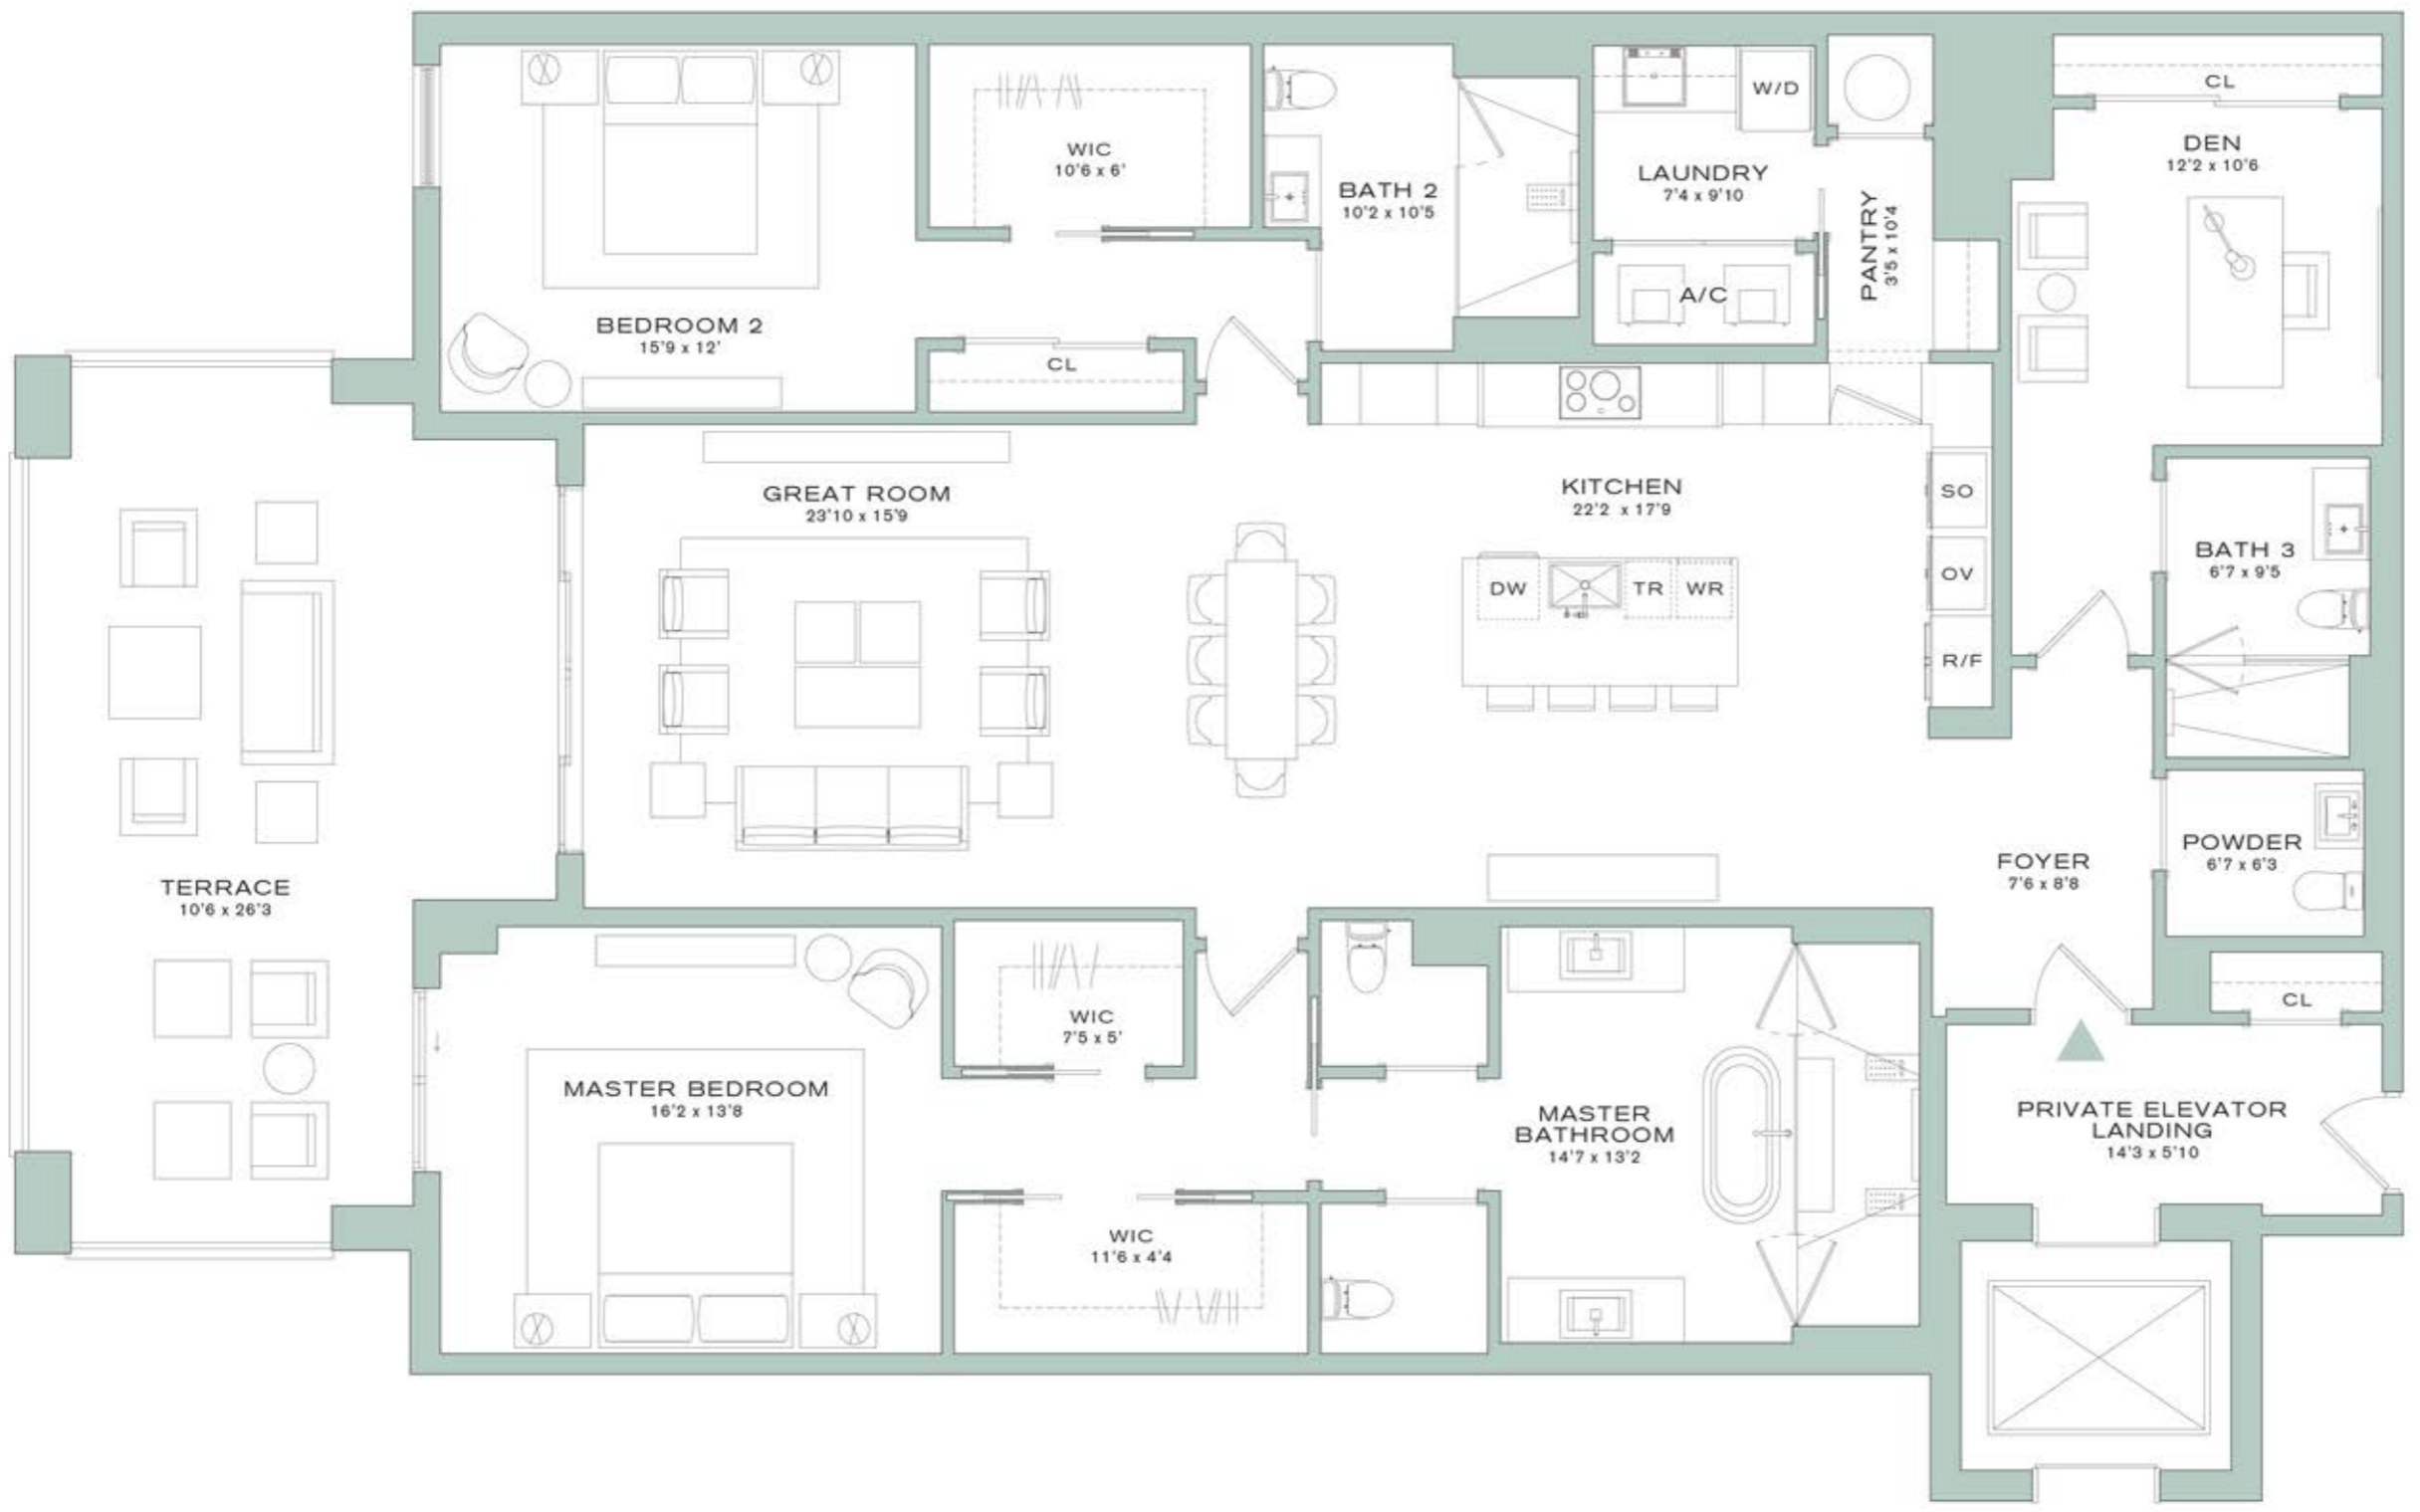 CL
W/D
DEN
12'2 x 10'6
WIC
10'6 x 6'
LAUNDRY
7'4 x 9'10
BATH 2
10'2 x 10'5
PANTRY
3'5 x 10'4
A/C
BEDROOM 2
15'9 x 12'
CL
GREAT ROOM
23'10 x 15'9
KITCHEN
22'2 x 17'9
SO
BATH 3
6'7 x 9'5
OV
DW
TR
WR
R/F
POWDER
6'7 x 6'3
FOYER
7'6 x 8'8
TERRACE
10'6 x 26'3
CL
WIC
7'5 x 5'
MASTER BEDROOM
16'2 x 13'8
MASTER
BATHROOM
14'7 x 13'2
PRIVATE ELEVATOR
LANDING
14'3 x 5'10
WIC
11'6 x 4'4